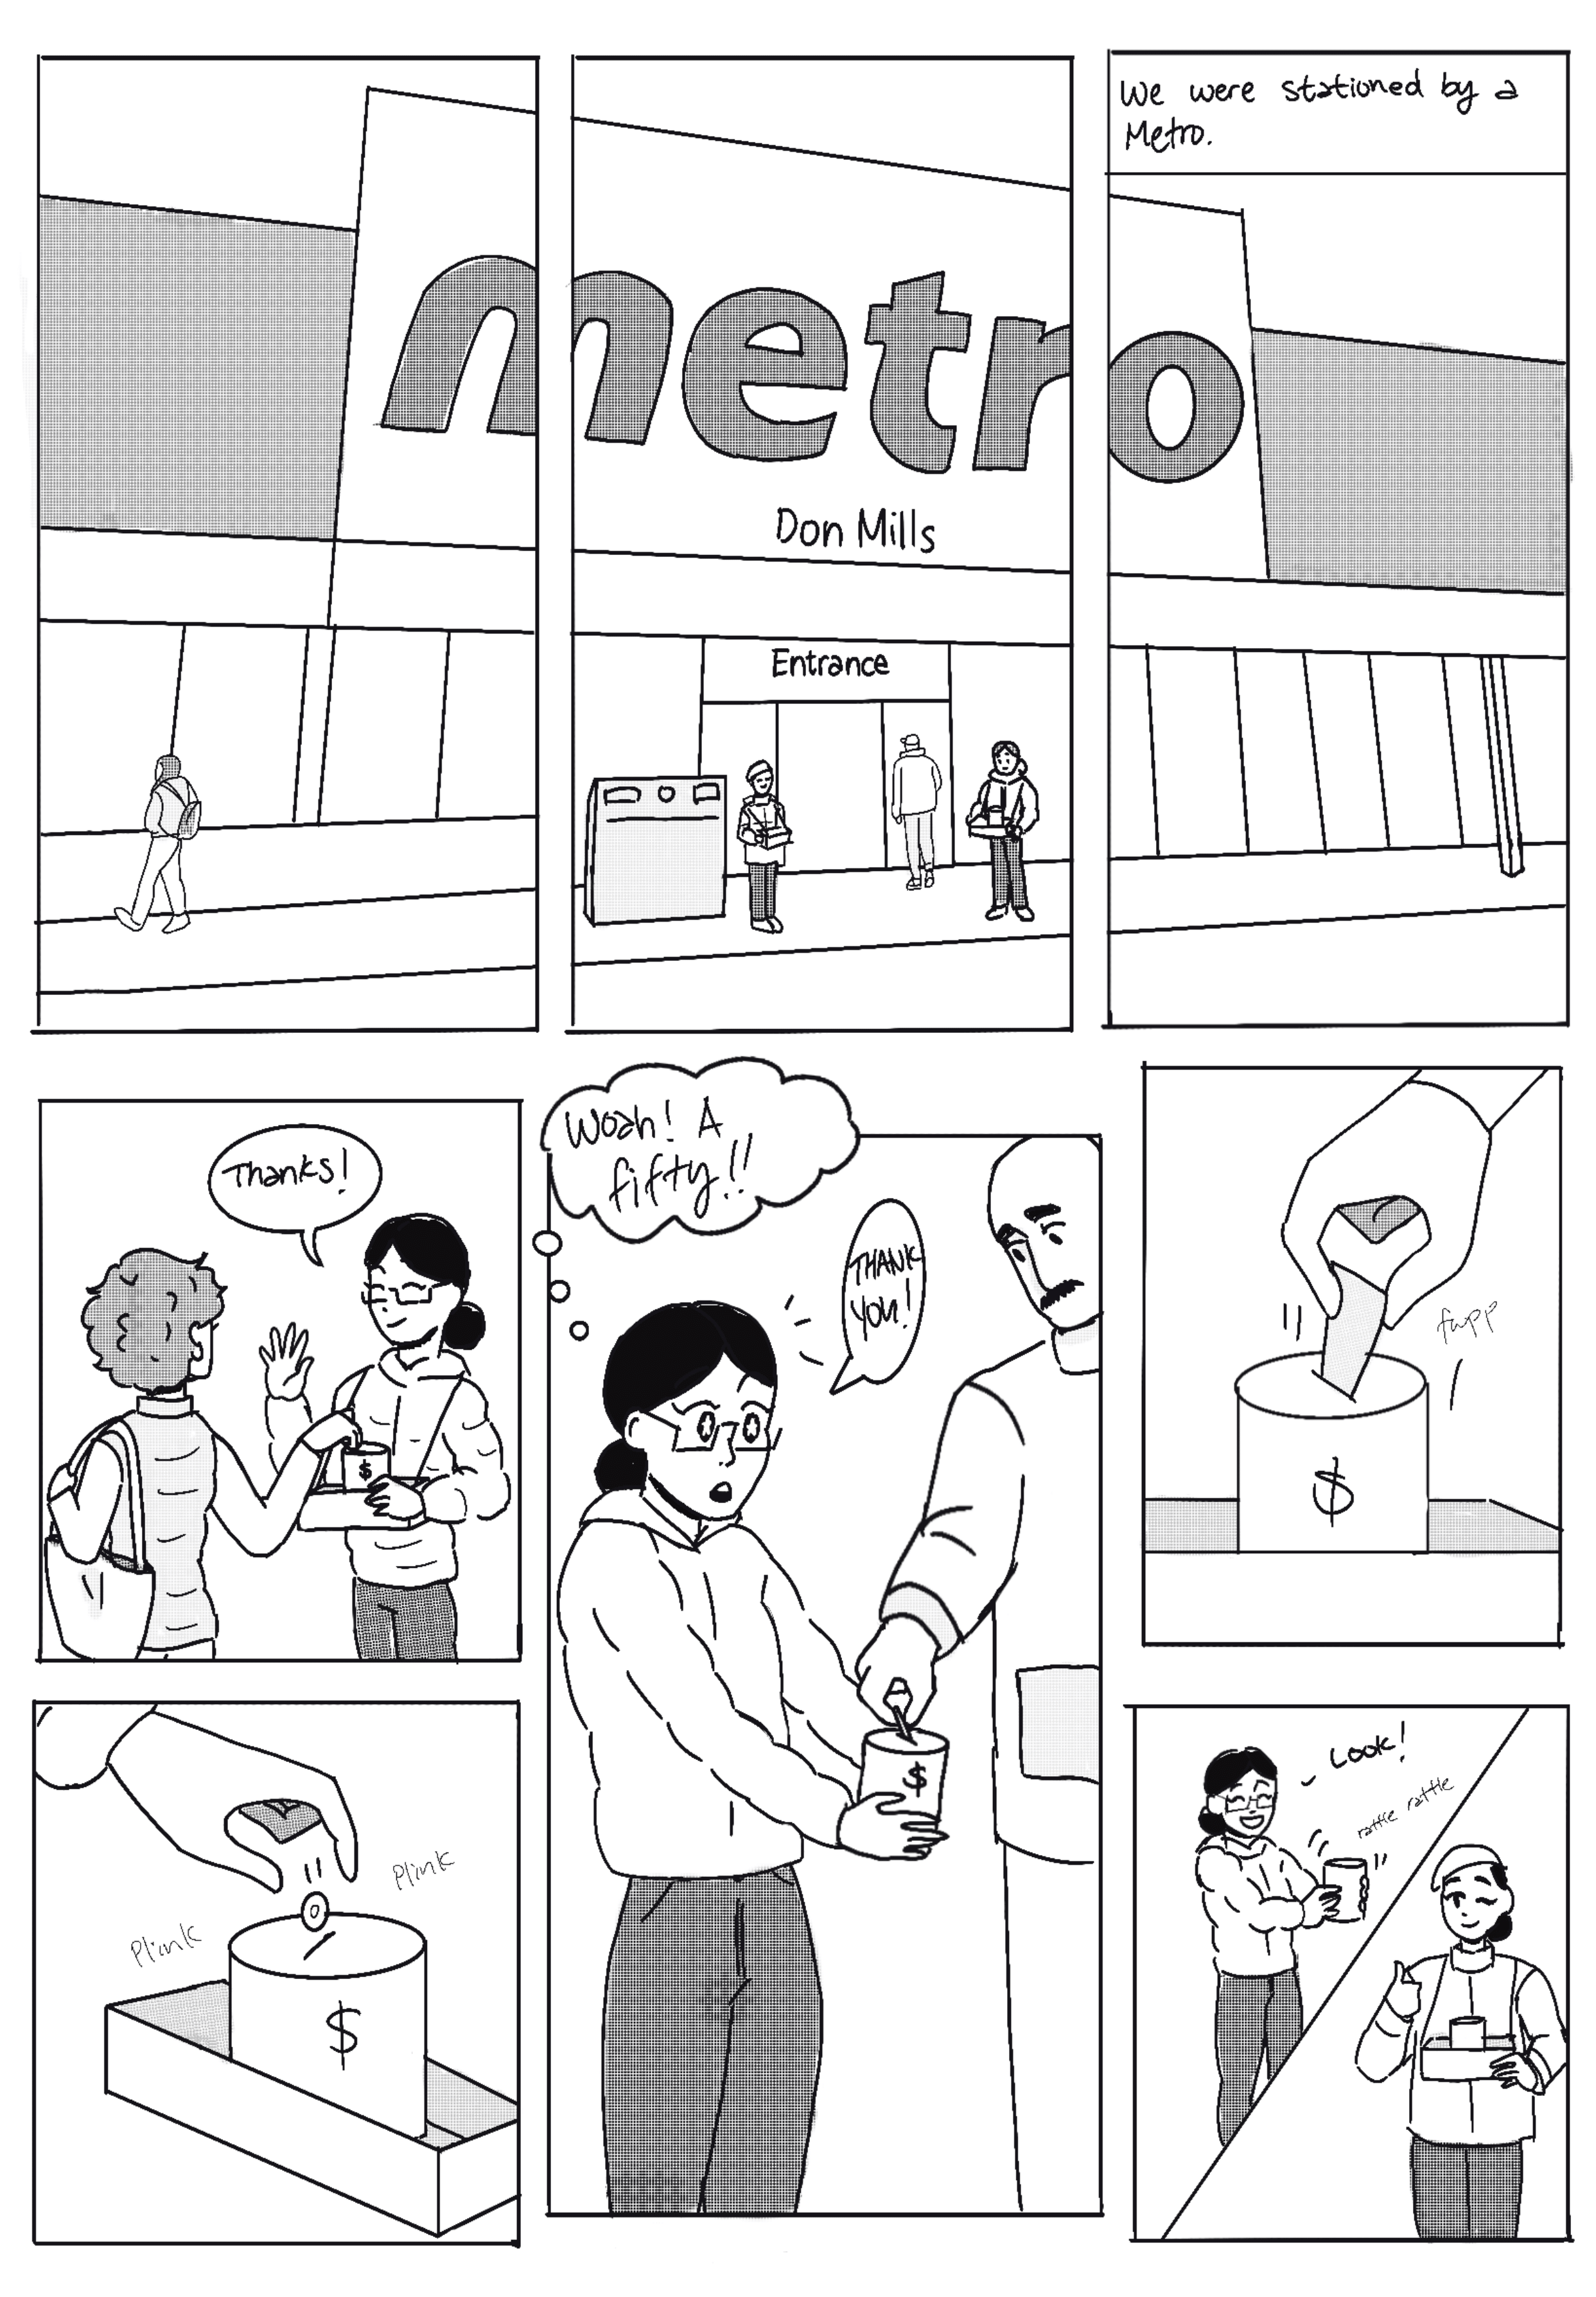 We were stationed by a
Metro.
metro
Don Mills
Entrance
Thanks!
$
Plink
Plink
$
Woah! A
fifty!!
THANK
YOU!
$
fwpp
$
Look!
rattle rattle